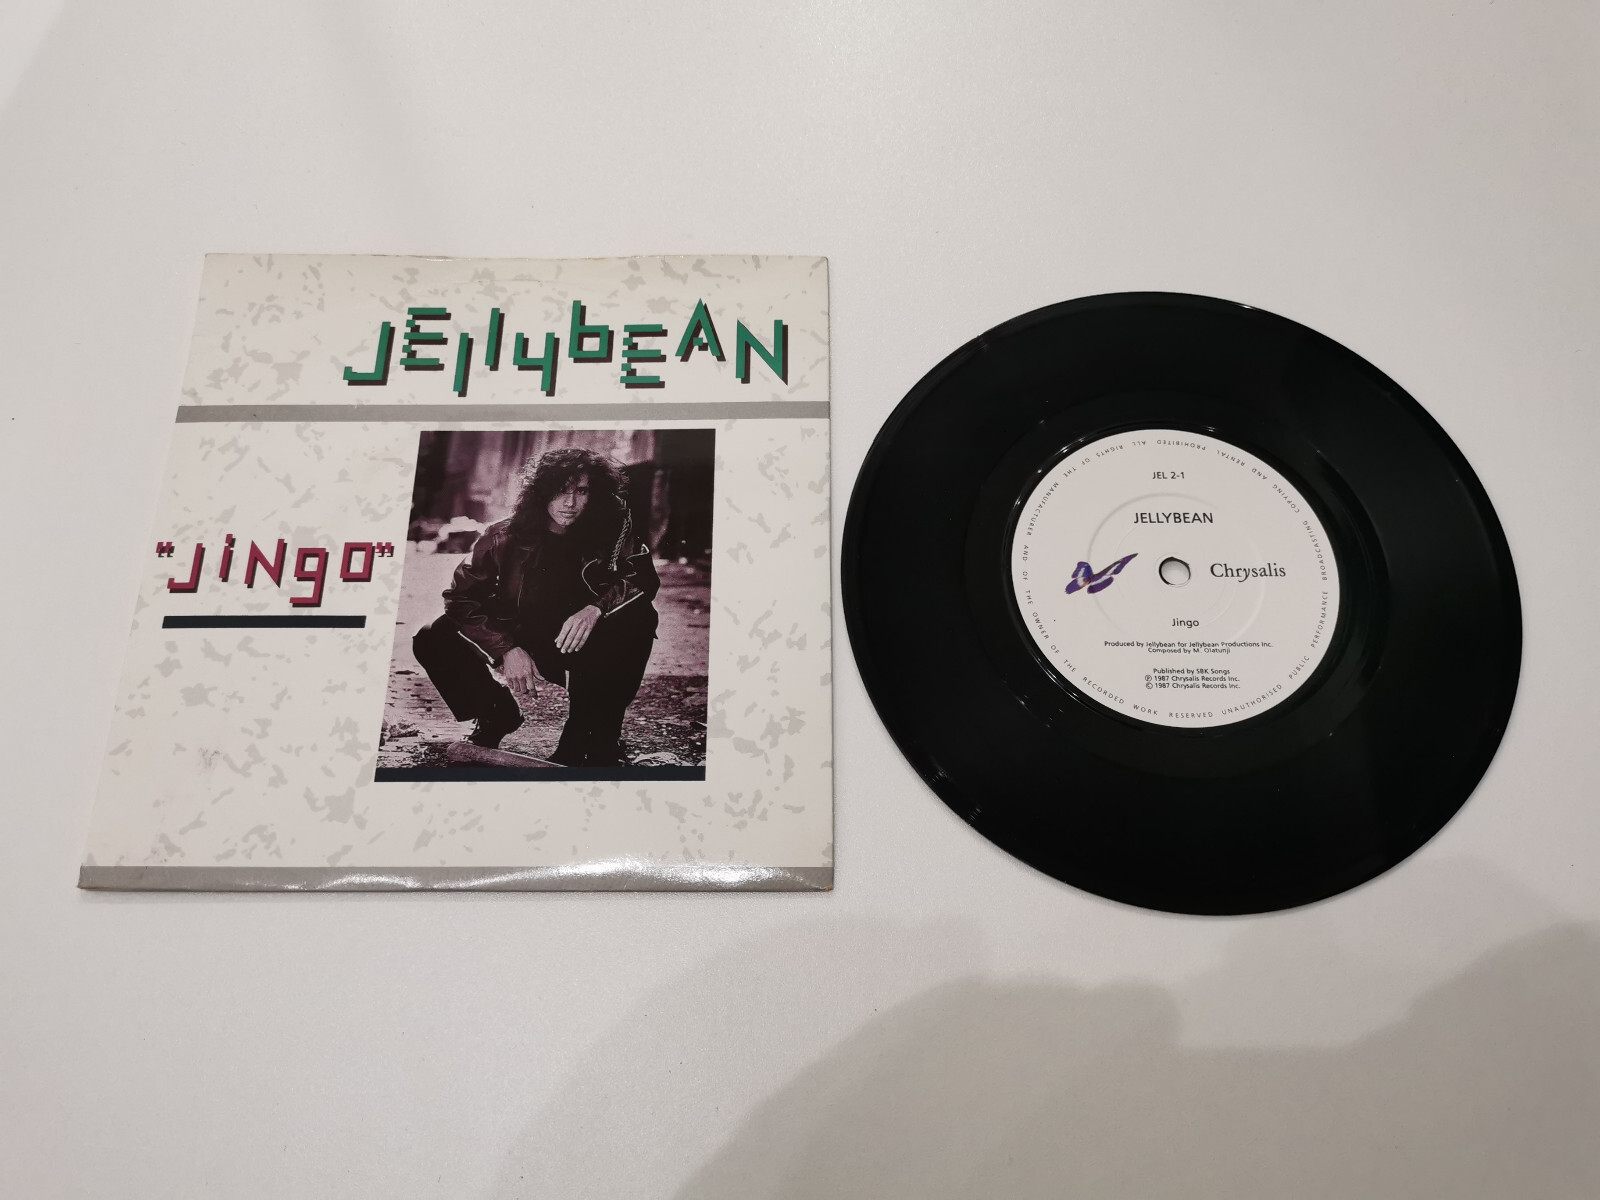 JEllybEAN
"JiNgo"
JEL 2-1
JELLYBEAN
Chrysalis
Jingo
Produced by Jellybean for Jellybean Productions Inc.
Composed by M. Olatunji
Published by SBK Songs
℗ 1987 Chrysalis Records Inc.
© 1987 Chrysalis Records Inc.
ALL RIGHTS OF THE MANUFACTURER AND OF THE OWNER OF THE RECORDED WORK RESERVED UNAUTHORISED PUBLIC PERFORMANCE BROADCASTING COPYING AND RENTAL PROHIBITED